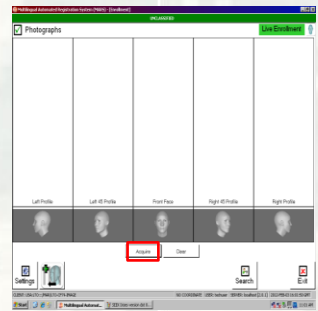 Multilingual Automated Registration System (MARS) - [Enrollment]
UNCLASSIFIED
Photographs
Live Enrollment
Left Profile
Left 45 Profile
Front Face
Right 45 Profile
Right Profile
Acquire
Clear
Settings
Search
Exit
Start